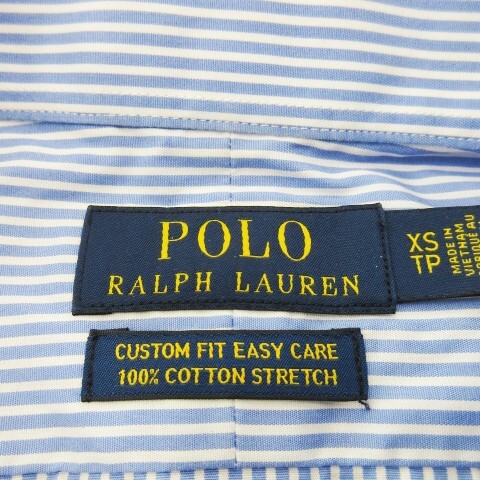 POLO
RALPH LAUREN
XS
TP
MADE IN
VIETNAM
CUSTOM FIT EASY CARE
100% COTTON STRETCH